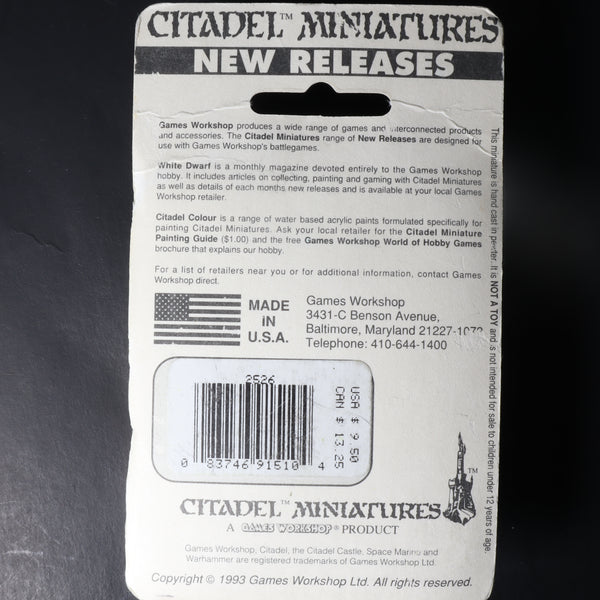 CITADEL™ MINIATURES
NEW RELEASES
Games Workshop produces a wide range of games and interconnected products
and accessories. The Citadel Miniatures range of New Releases are designed for
use with Games Workshop's battlegames.
White Dwarf is a monthly magazine devoted entirely to the Games Workshop
hobby. It includes articles on collecting, painting and gaming with Citadel Miniatures
as well as details of each months new releases and is available at your local Games
Workshop retailer.
Citadel Colour is a range of water based acrylic paints formulated specifically for
painting Citadel Miniatures. Ask your local retailer for the Citadel Miniature
Painting Guide ($1.00) and the free Games Workshop World of Hobby Games
brochure that explains our hobby.
For a list of retailers near you or for additional information, contact Games
Workshop direct.
MADE
iN
U.S.A.
Games Workshop
3431-C Benson Avenue,
Baltimore, Maryland 21227-1072
Telephone: 410-644-1400
This miniature is hand cast in pewter. It is NOT A TOY and is not intended for sale to children under 12 years of age.
2526
0 83746 91510 4
USA $ 9.50
CAN $ 13.25
CITADEL™ MINIATURES ™
A GAMES WORKSHOP® PRODUCT
Games Workshop, Citadel, the Citadel Castle, Space Marine and
Warhammer are registered trademarks of Games Workshop Ltd.
Copyright © 1993 Games Workshop Ltd. All rights reserved.